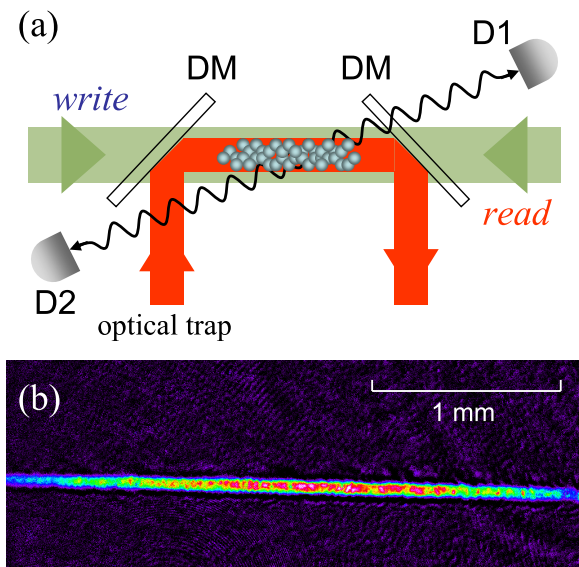 (a)
D1
DM DM
write
read
D2
optical trap
(b)
1 mm